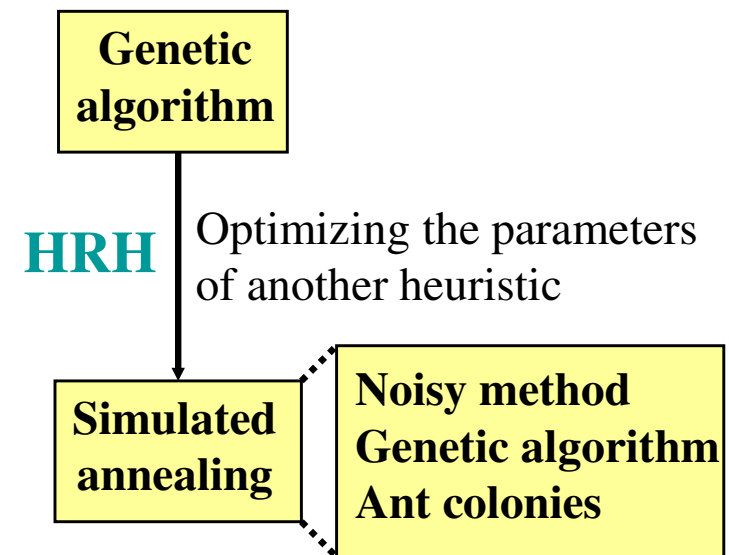 Genetic
algorithm
HRH
Optimizing the parameters
of another heuristic
Simulated
annealing
Noisy method
Genetic algorithm
Ant colonies